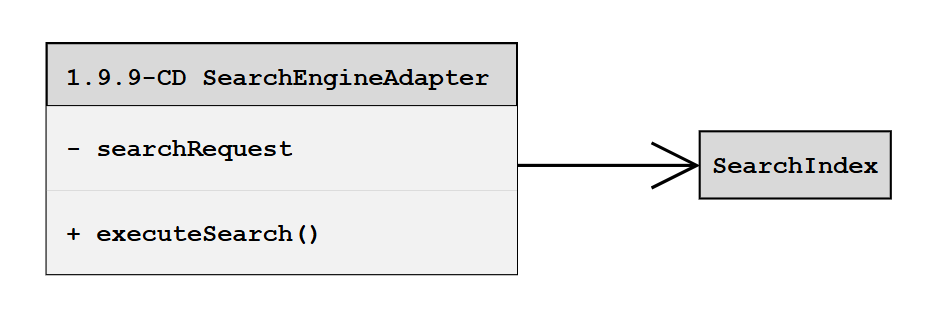 1.9.9-CD SearchEngineAdapter
- searchRequest
+ executeSearch()
SearchIndex